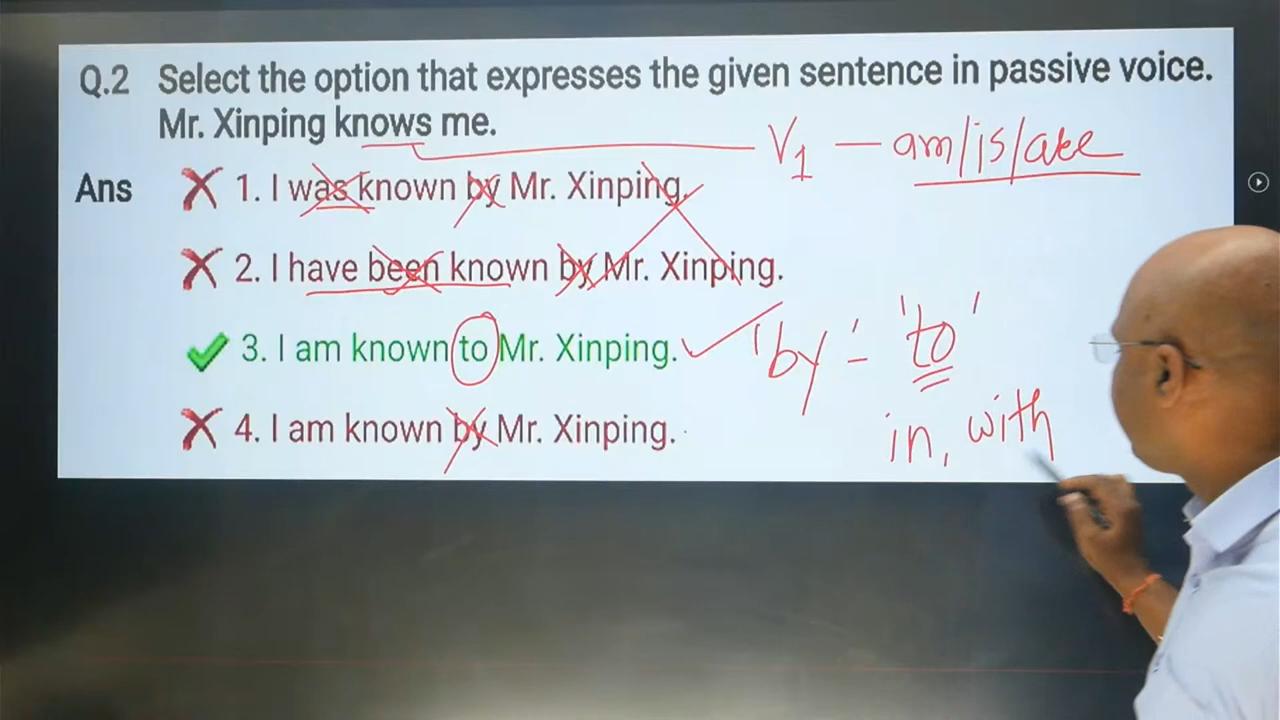 Q.2 Select the option that expresses the given sentence in passive voice.
Mr. Xinping knows me.
V1 — am/is/are
Ans
1. I was known by Mr. Xinping.
2. I have been known by Mr. Xinping.
3. I am known to Mr. Xinping.
'by' - 'to'
4. I am known by Mr. Xinping.
in, with